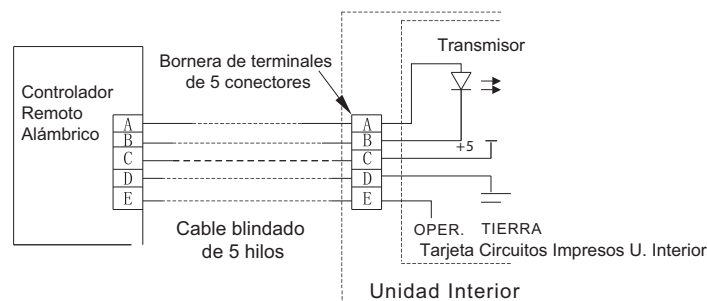 Transmisor
Bornera de terminales
de 5 conectores
Controlador
Remoto
Alámbrico
A
B
C
D
E
A
B
C
D
E
+5
Cable blindado
de 5 hilos
OPER. TIERRA
Tarjeta Circuitos Impresos U. Interior
Unidad Interior